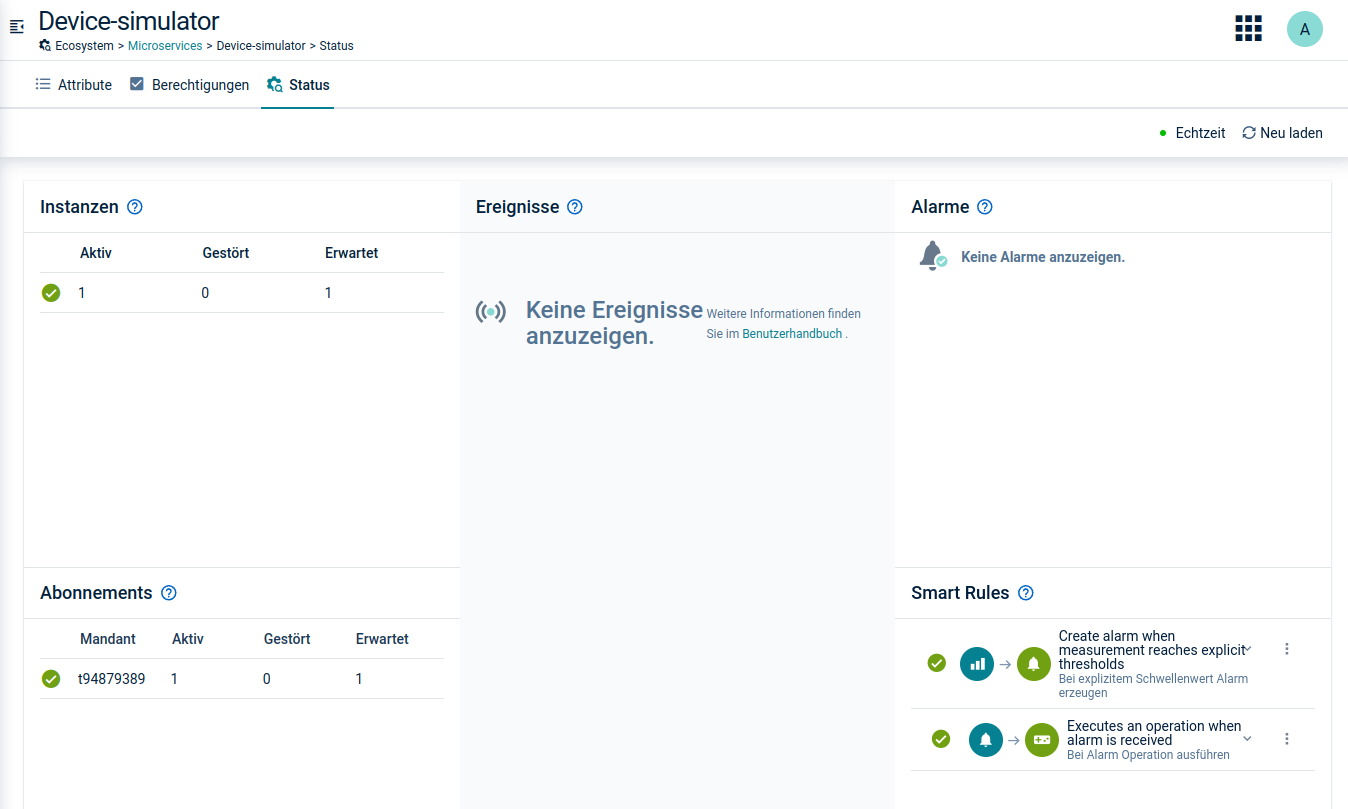 Device-simulator
Ecosystem > Microservices > Device-simulator > Status
A
Attribute
Berechtigungen
Status
Echtzeit
Neu laden
Instanzen
Aktiv Gestört Erwartet
1 0 1
Ereignisse
Keine Ereignisse
anzuzeigen.
Weitere Informationen finden
Sie im Benutzerhandbuch .
Alarme
Keine Alarme anzuzeigen.
Abonnements
Mandant Aktiv Gestört Erwartet
t94879389 1 0 1
Smart Rules
Create alarm when
measurement reaches explicit
thresholds
Bei explizitem Schwellenwert Alarm
erzeugen
Executes an operation when
alarm is received
Bei Alarm Operation ausführen